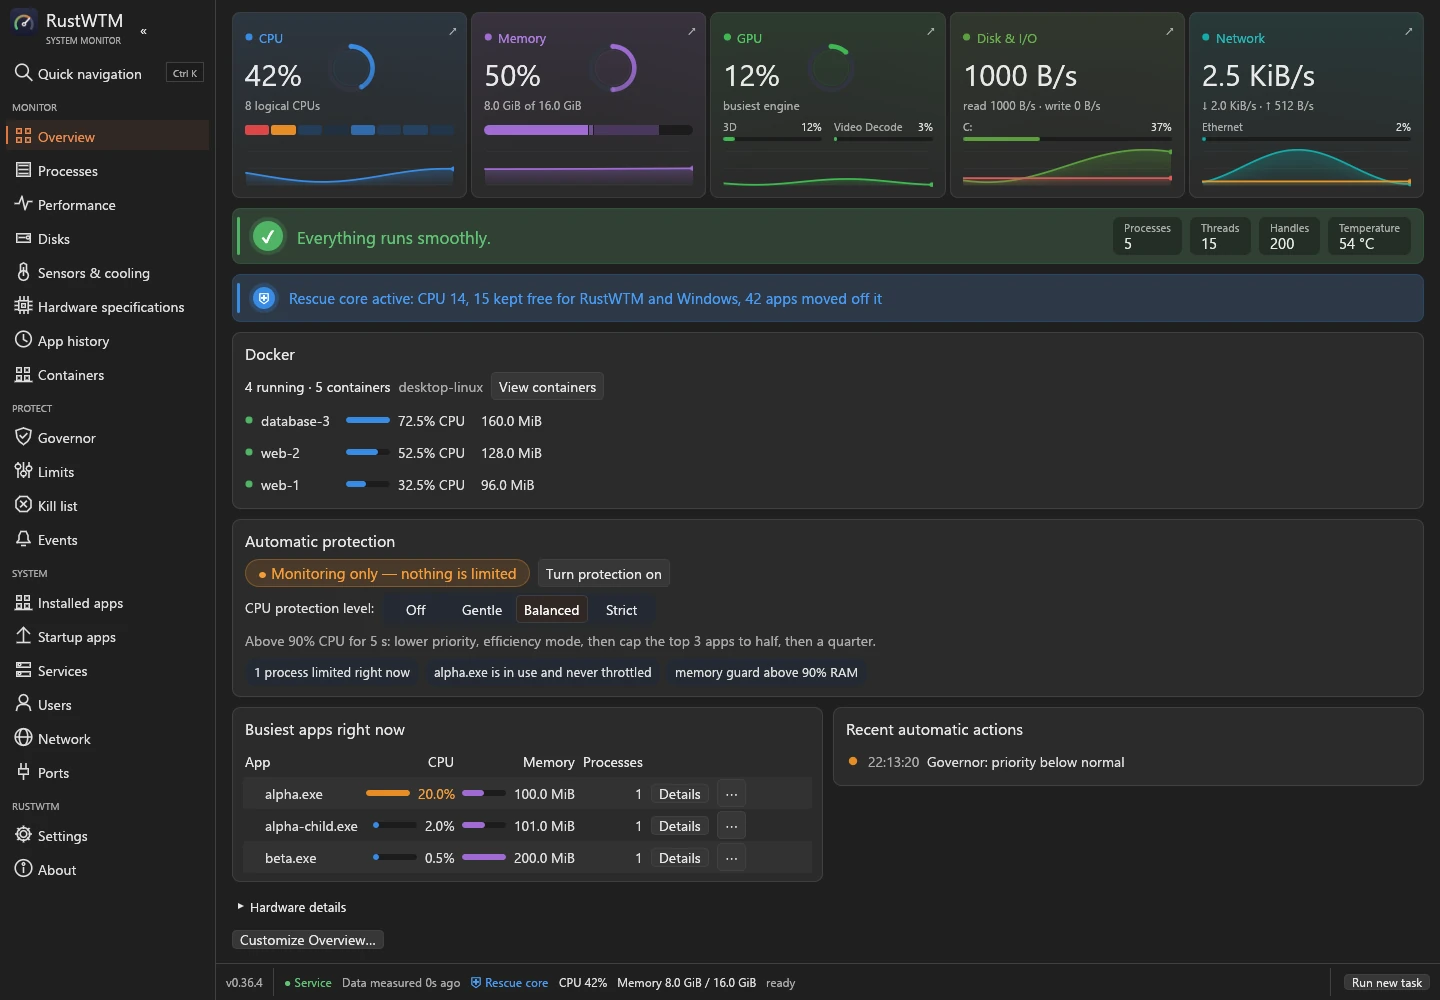 RustWTM
SYSTEM MONITOR
«
Quick navigation
Ctrl K
MONITOR
Overview
Processes
Performance
Disks
Sensors & cooling
Hardware specifications
App history
Containers
PROTECT
Governor
Limits
Kill list
Events
SYSTEM
Installed apps
Startup apps
Services
Users
Network
Ports
RUSTWTM
Settings
About
CPU
42%
8 logical CPUs
Memory
50%
8.0 GiB of 16.0 GiB
GPU
12%
busiest engine
3D 12% Video Decode 3%
Disk & I/O
1000 B/s
read 1000 B/s · write 0 B/s
C: 37%
Network
2.5 KiB/s
↓ 2.0 KiB/s · ↑ 512 B/s
Ethernet 2%
Everything runs smoothly.
Processes
5
Threads
15
Handles
200
Temperature
54 °C
Rescue core active: CPU 14, 15 kept free for RustWTM and Windows, 42 apps moved off it
Docker
4 running · 5 containers desktop-linux View containers
database-3 72.5% CPU 160.0 MiB
web-2 52.5% CPU 128.0 MiB
web-1 32.5% CPU 96.0 MiB
Automatic protection
● Monitoring only — nothing is limited Turn protection on
CPU protection level: Off Gentle Balanced Strict
Above 90% CPU for 5 s: lower priority, efficiency mode, then cap the top 3 apps to half, then a quarter.
1 process limited right now alpha.exe is in use and never throttled memory guard above 90% RAM
Busiest apps right now
App CPU Memory Processes
alpha.exe 20.0% 100.0 MiB 1 Details ···
alpha-child.exe 2.0% 101.0 MiB 1 Details ···
beta.exe 0.5% 200.0 MiB 1 Details ···
Recent automatic actions
22:13:20 Governor: priority below normal
Hardware details
Customize Overview...
v0.36.4 ● Service Data measured 0s ago Rescue core CPU 42% Memory 8.0 GiB / 16.0 GiB ready Run new task